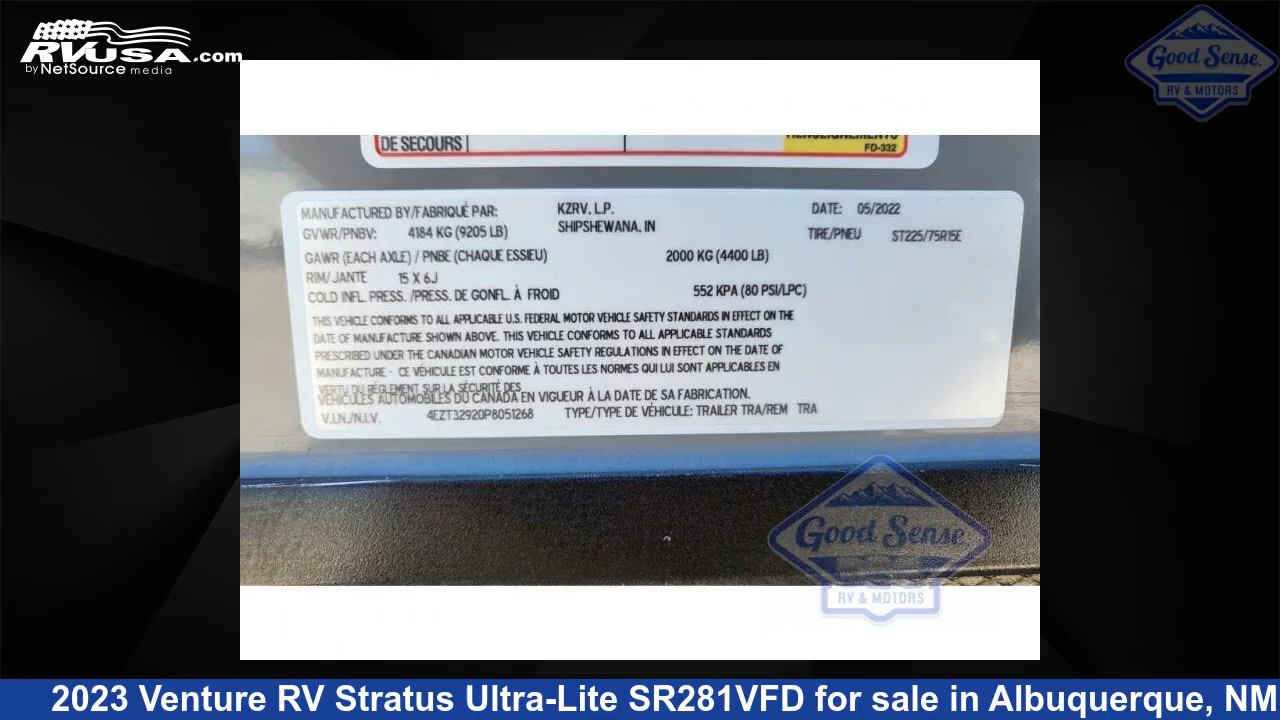 RVUSA.com
by NetSource media
Good Sense.
RV & MOTORS
DE SECOURS
RENSEIGNEMENTS
FD-332
MANUFACTURED BY/FABRIQUÉ PAR: KZRV, L.P. DATE: 05/2022
GVWR/PNBV: 4184 KG (9205 LB) SHIPSHEWANA, IN TIRE/PNEU ST225/75R15E
GAWR (EACH AXLE) / PNBE (CHAQUE ESSIEU) 2000 KG (4400 LB)
RIM/JANTE 15 X 6J
COLD INFL. PRESS. /PRESS. DE GONFL. À FROID 552 KPA (80 PSI/LPC)
THIS VEHICLE CONFORMS TO ALL APPLICABLE U.S. FEDERAL MOTOR VEHICLE SAFETY STANDARDS IN EFFECT ON THE
DATE OF MANUFACTURE SHOWN ABOVE. THIS VEHICLE CONFORMS TO ALL APPLICABLE STANDARDS
PRESCRIBED UNDER THE CANADIAN MOTOR VEHICLE SAFETY REGULATIONS IN EFFECT ON THE DATE OF
MANUFACTURE - CE VÉHICULE EST CONFORME À TOUTES LES NORMES QUI LUI SONT APPLICABLES EN
VERTU DU RÉGLEMENT SUR LA SÉCURITÉ DES
VÉHICULES AUTOMOBILES DU CANADA EN VIGUEUR À LA DATE DE SA FABRICATION.
V.I.N./N.I.V. 4EZT32920P8051268 TYPE/TYPE DE VÉHICULE: TRAILER TRA/REM TRA
Good Sense.
RV & MOTORS
2023 Venture RV Stratus Ultra-Lite SR281VFD for sale in Albuquerque, NM